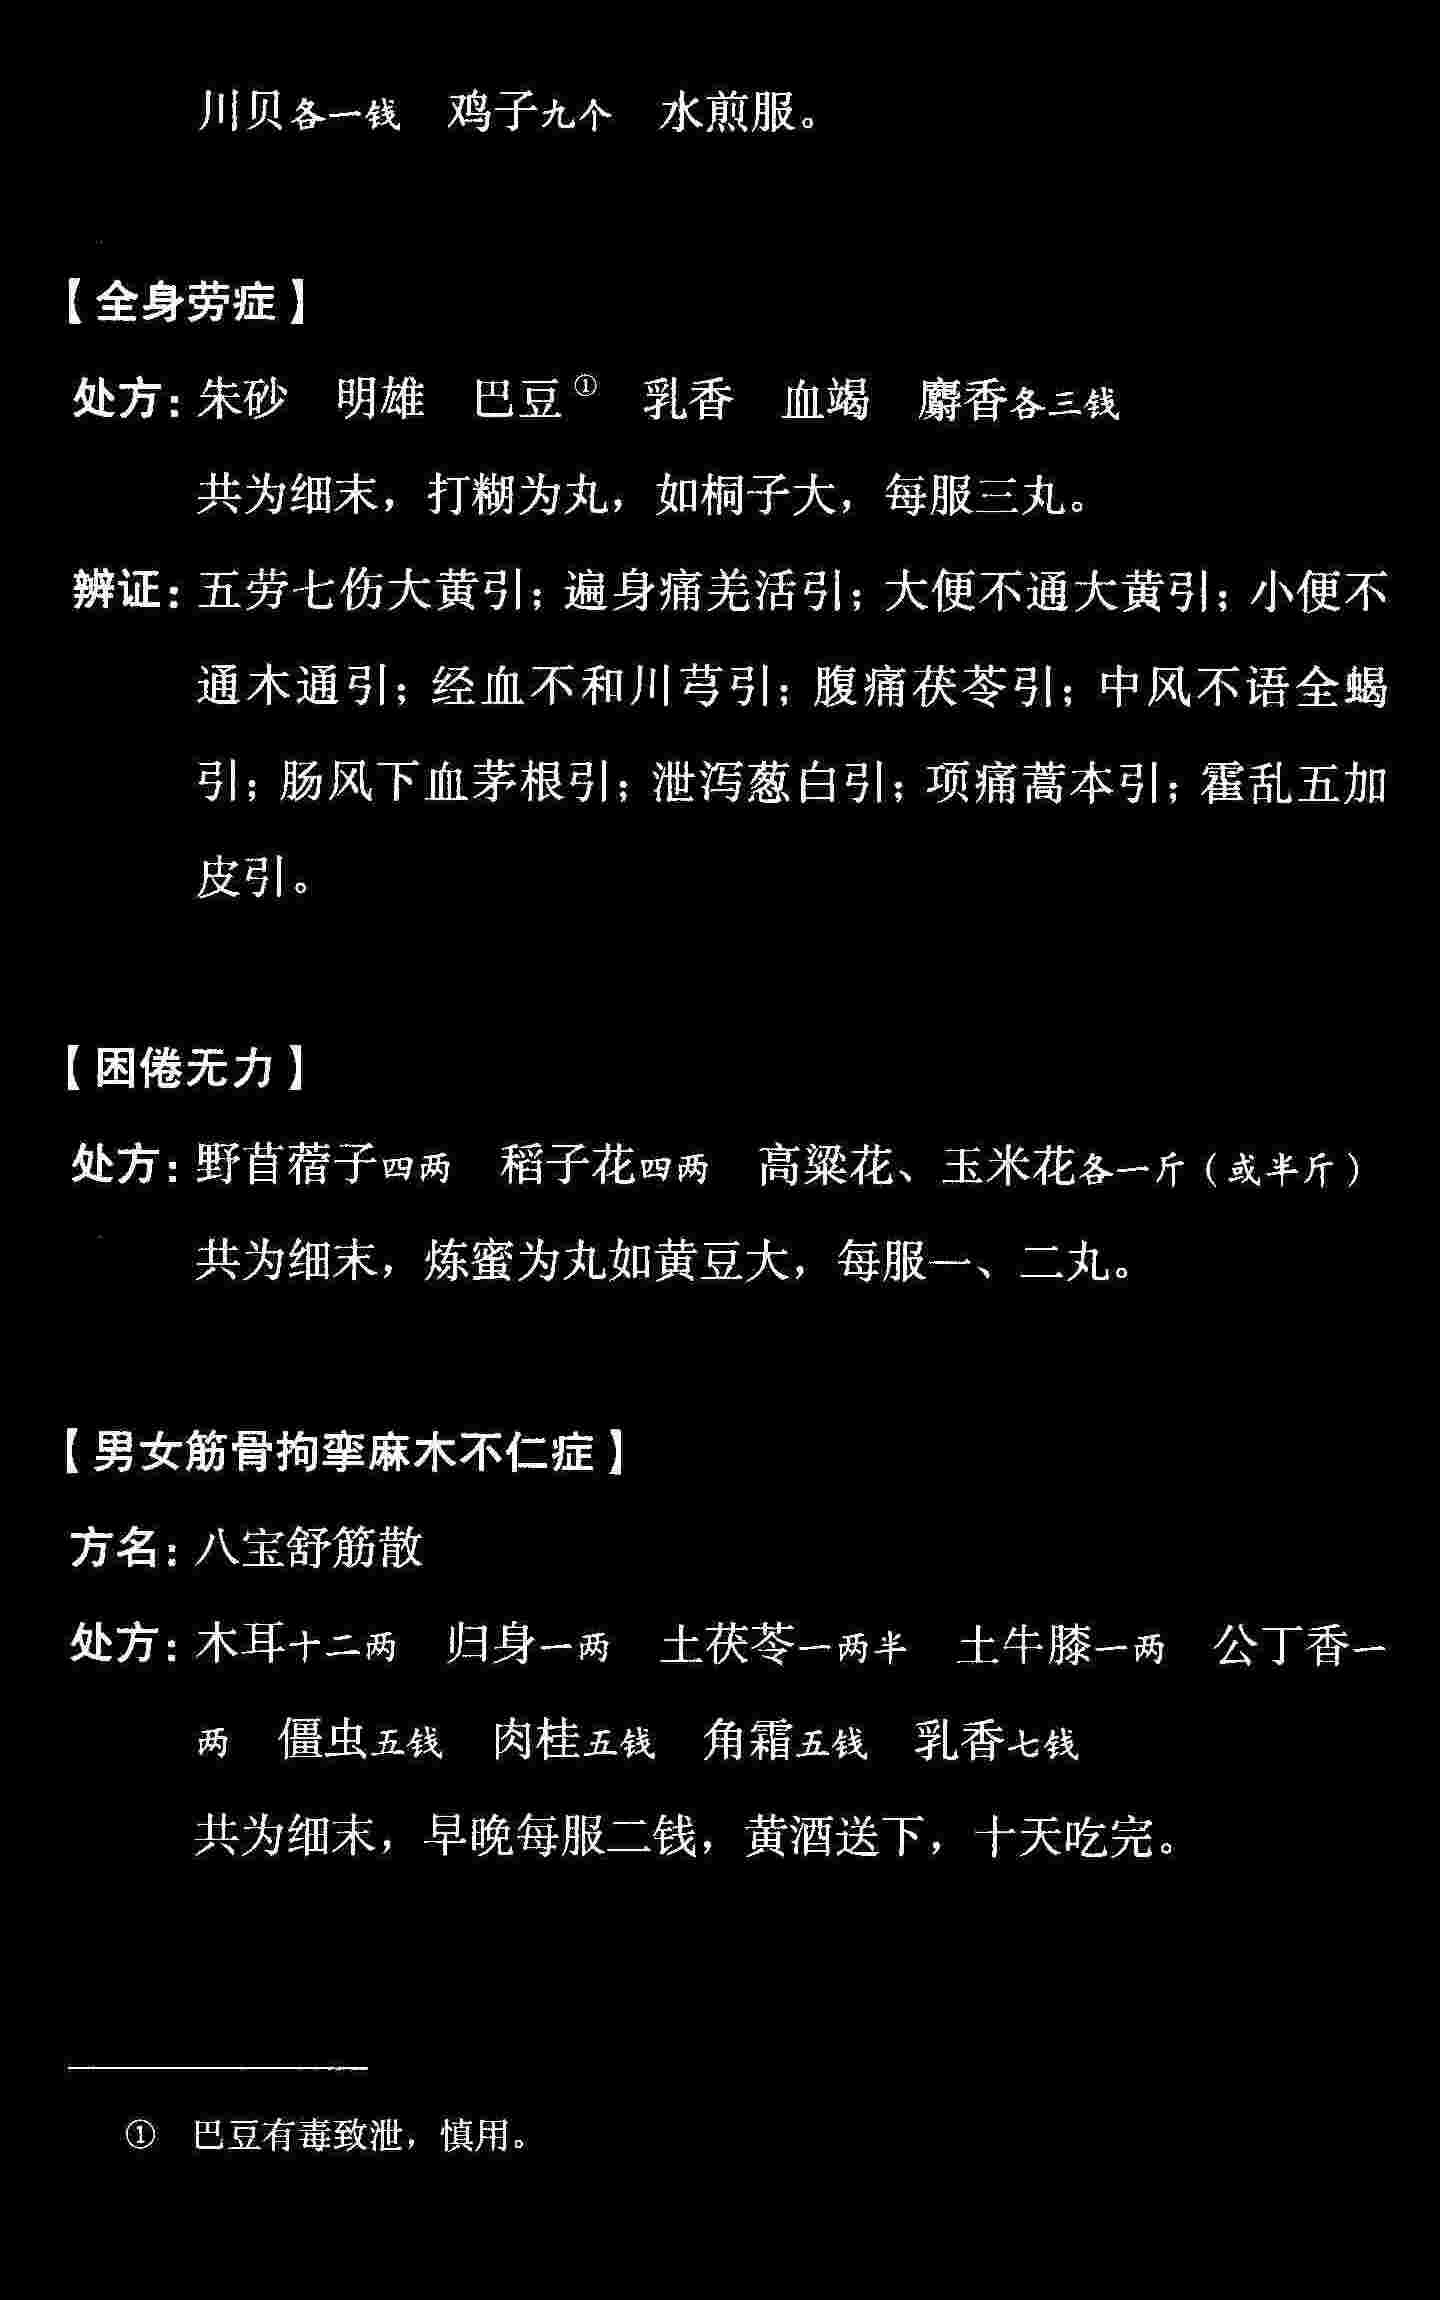 川贝各一钱　鸡子九个　水煎服。
【全身劳症】
处方：朱砂　明雄　巴豆①　乳香　血竭　麝香各三钱
共为细末，打糊为丸，如桐子大，每服三丸。
辨证：五劳七伤大黄引；遍身痛羌活引；大便不通大黄引；小便不
通木通引；经血不和川芎引；腹痛茯苓引；中风不语全蝎
引；肠风下血茅根引；泄泻葱白引；项痛蒿本引；霍乱五加
皮引。
【困倦无力】
处方：野苜蓿子四两　稻子花四两　高粱花、玉米花各一斤（或半斤）
共为细末，炼蜜为丸如黄豆大，每服一、二丸。
【男女筋骨拘挛麻木不仁症】
方名：八宝舒筋散
处方：木耳十二两　归身一两　土茯苓一两半　土牛膝一两　公丁香一
两　僵虫五钱　肉桂五钱　角霜五钱　乳香七钱
共为细末，早晚每服二钱，黄酒送下，十天吃完。
①　巴豆有毒致泄，慎用。